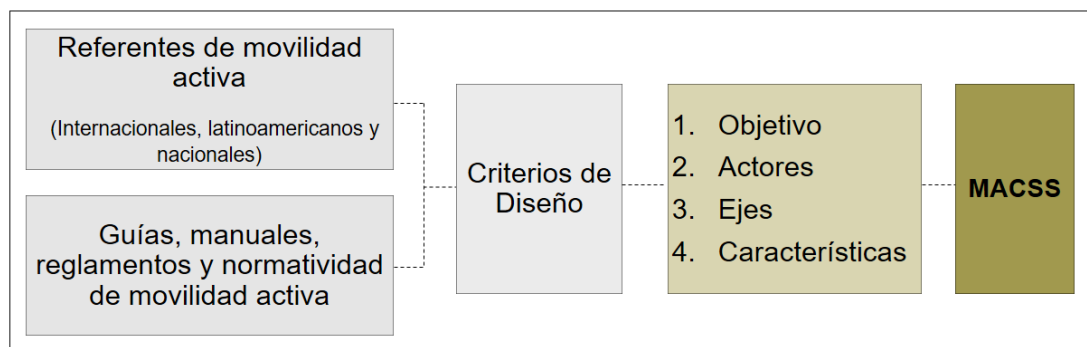 Referentes de movilidad
activa
(Internacionales, latinoamericanos y
nacionales)
Guías, manuales,
reglamentos y normatividad
de movilidad activa
Criterios de
Diseño
1. Objetivo
2. Actores
3. Ejes
4. Carácterísticas
MACSS